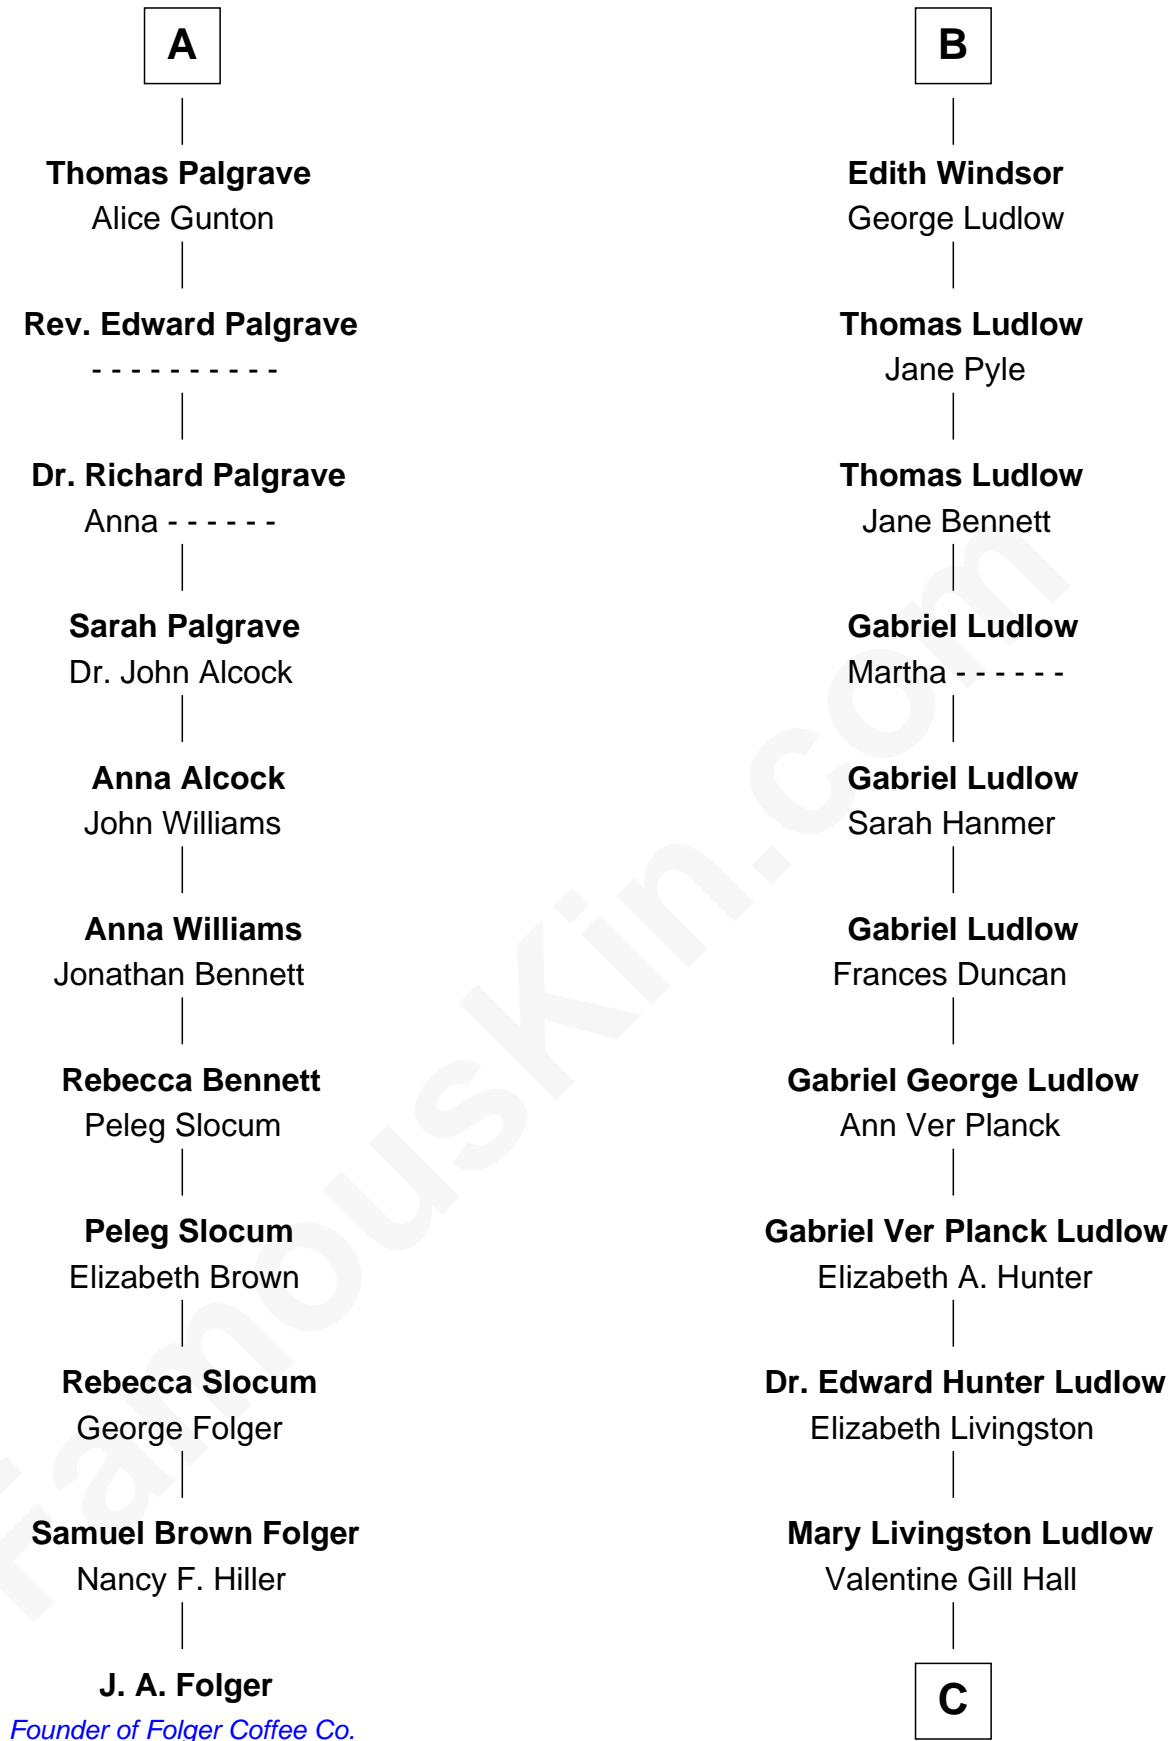 A
Thomas Palgrave
Alice Gunton
Rev. Edward Palgrave
- - - - - - - - - -
Dr. Richard Palgrave
Anna - - - - - -
Sarah Palgrave
Dr. John Alcock
Anna Alcock
John Williams
Anna Williams
Jonathan Bennett
Rebecca Bennett
Peleg Slocum
Peleg Slocum
Elizabeth Brown
Rebecca Slocum
George Folger
Samuel Brown Folger
Nancy F. Hiller
J. A. Folger
Founder of Folger Coffee Co.
B
Edith Windsor
George Ludlow
Thomas Ludlow
Jane Pyle
Thomas Ludlow
Jane Bennett
Gabriel Ludlow
Martha - - - - - -
Gabriel Ludlow
Sarah Hanmer
Gabriel Ludlow
Frances Duncan
Gabriel George Ludlow
Ann Ver Planck
Gabriel Ver Planck Ludlow
Elizabeth A. Hunter
Dr. Edward Hunter Ludlow
Elizabeth Livingston
Mary Livingston Ludlow
Valentine Gill Hall
C
FamousKin.com